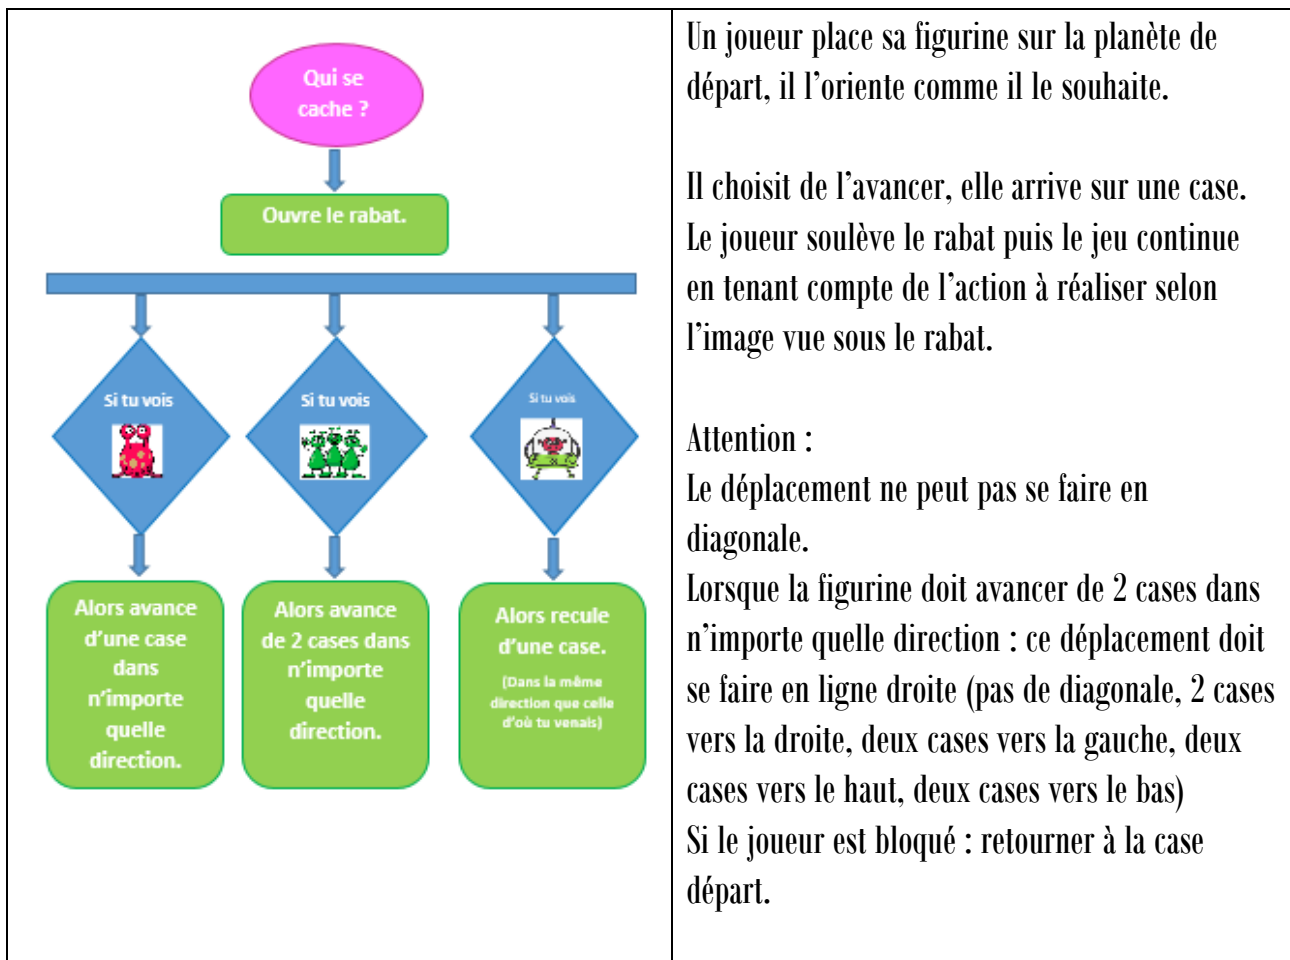 Qui se
cache ?
Ouvre le rabat.
Si tu vois
Si tu vois
Si tu vois
Alors avance
d'une case
dans
n'importe
quelle
direction.
Alors avance
de 2 cases dans
n'importe
quelle
direction.
Alors recule
d'une case.
(Dans la même
direction que celle
d'où tu venais)
Un joueur place sa figurine sur la planète de
départ, il l'oriente comme il le souhaite.
Il choisit de l'avancer, elle arrive sur une case.
Le joueur soulève le rabat puis le jeu continue
en tenant compte de l'action à réaliser selon
l'image vue sous le rabat.
Attention :
Le déplacement ne peut pas se faire en
diagonale.
Lorsque la figurine doit avancer de 2 cases dans
n'importe quelle direction : ce déplacement doit
se faire en ligne droite (pas de diagonale, 2 cases
vers la droite, deux cases vers la gauche, deux
cases vers le haut, deux cases vers le bas)
Si le joueur est bloqué : retourner à la case
départ.